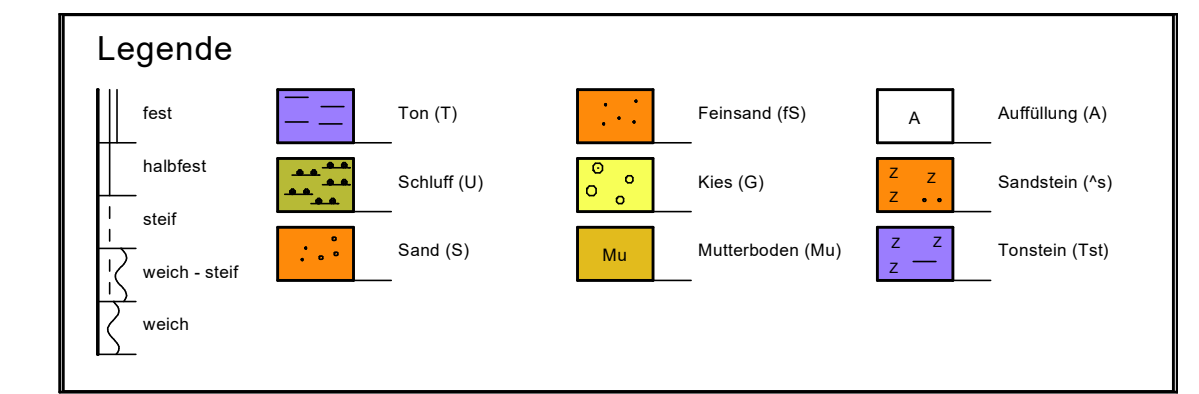 Legende
fest
halbfest
steif
weich - steif
weich
Ton (T)
Schluff (U)
Sand (S)
Feinsand (fS)
Kies (G)
Mu
Mutterboden (Mu)
A
Auffüllung (A)
Z Z
Z
Sandstein (^s)
Z Z
Z
Tonstein (Tst)